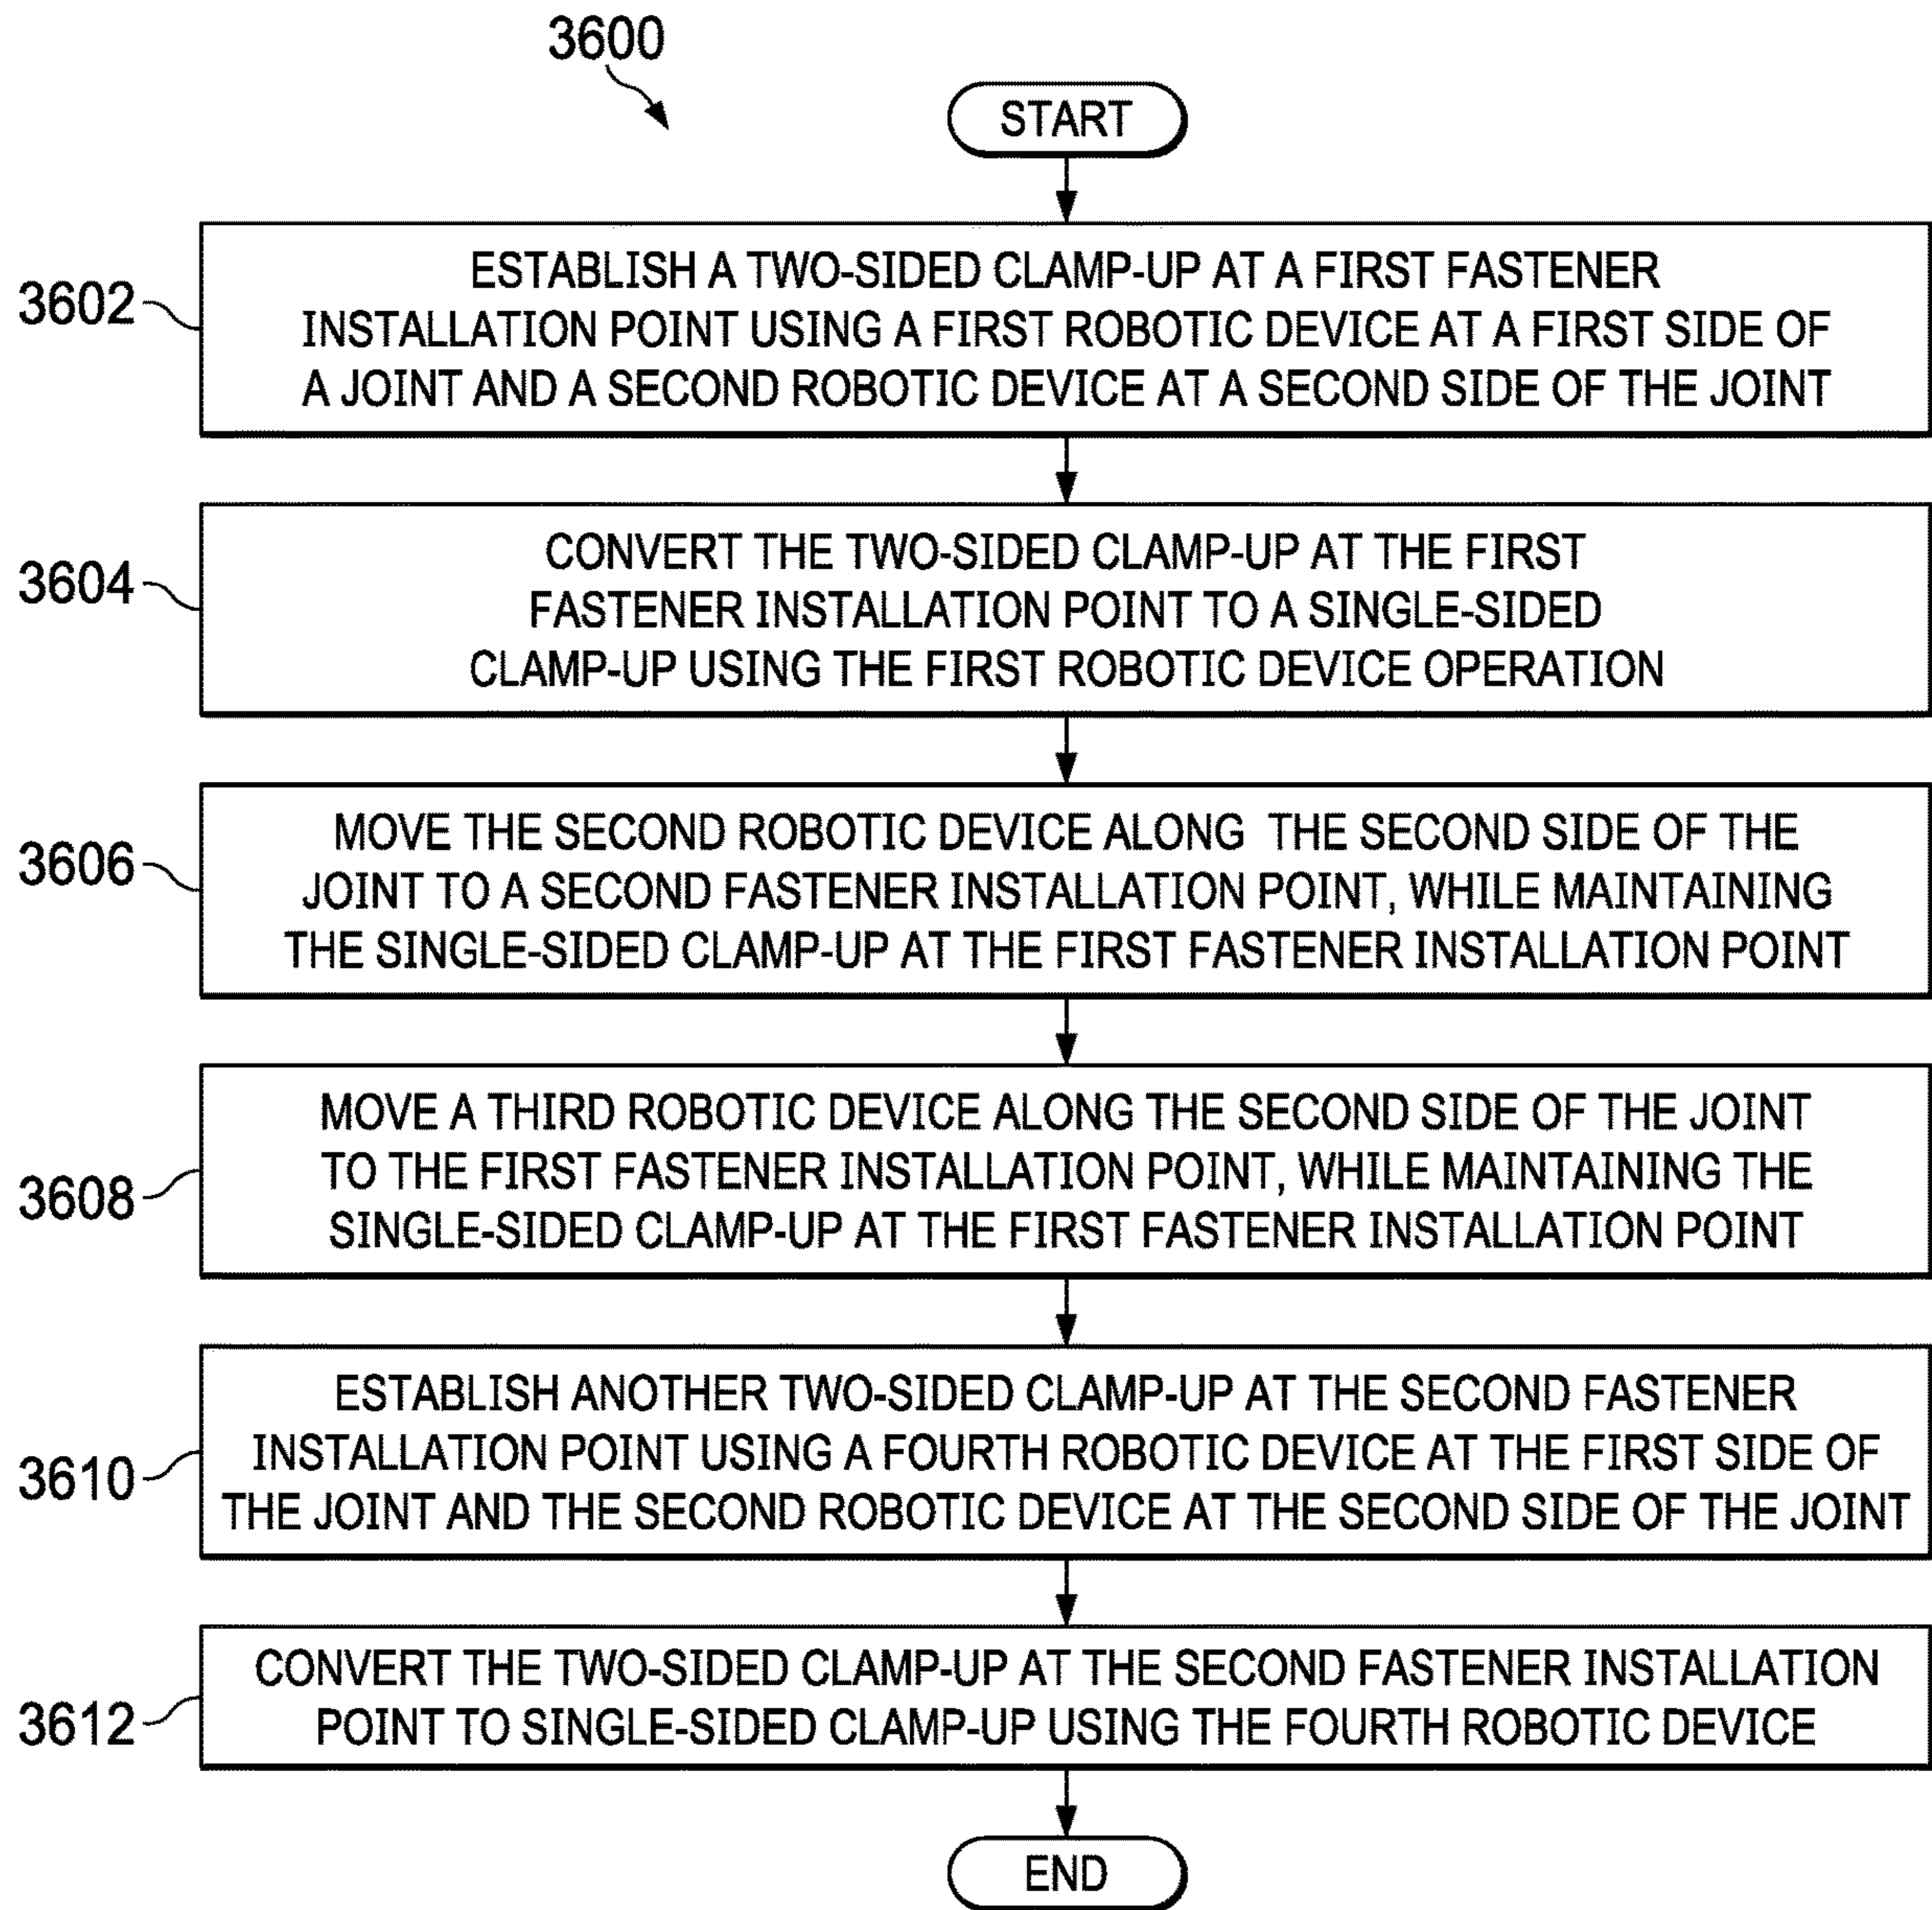 3600
START
3602
ESTABLISH A TWO-SIDED CLAMP-UP AT A FIRST FASTENER
INSTALLATION POINT USING A FIRST ROBOTIC DEVICE AT A FIRST SIDE OF
A JOINT AND A SECOND ROBOTIC DEVICE AT A SECOND SIDE OF THE JOINT
3604
CONVERT THE TWO-SIDED CLAMP-UP AT THE FIRST
FASTENER INSTALLATION POINT TO A SINGLE-SIDED
CLAMP-UP USING THE FIRST ROBOTIC DEVICE OPERATION
3606
MOVE THE SECOND ROBOTIC DEVICE ALONG THE SECOND SIDE OF THE
JOINT TO A SECOND FASTENER INSTALLATION POINT, WHILE MAINTAINING
THE SINGLE-SIDED CLAMP-UP AT THE FIRST FASTENER INSTALLATION POINT
3608
MOVE A THIRD ROBOTIC DEVICE ALONG THE SECOND SIDE OF THE JOINT
TO THE FIRST FASTENER INSTALLATION POINT, WHILE MAINTAINING THE
SINGLE-SIDED CLAMP-UP AT THE FIRST FASTENER INSTALLATION POINT
3610
ESTABLISH ANOTHER TWO-SIDED CLAMP-UP AT THE SECOND FASTENER
INSTALLATION POINT USING A FOURTH ROBOTIC DEVICE AT THE FIRST SIDE OF
THE JOINT AND THE SECOND ROBOTIC DEVICE AT THE SECOND SIDE OF THE JOINT
3612
CONVERT THE TWO-SIDED CLAMP-UP AT THE SECOND FASTENER INSTALLATION
POINT TO SINGLE-SIDED CLAMP-UP USING THE FOURTH ROBOTIC DEVICE
END